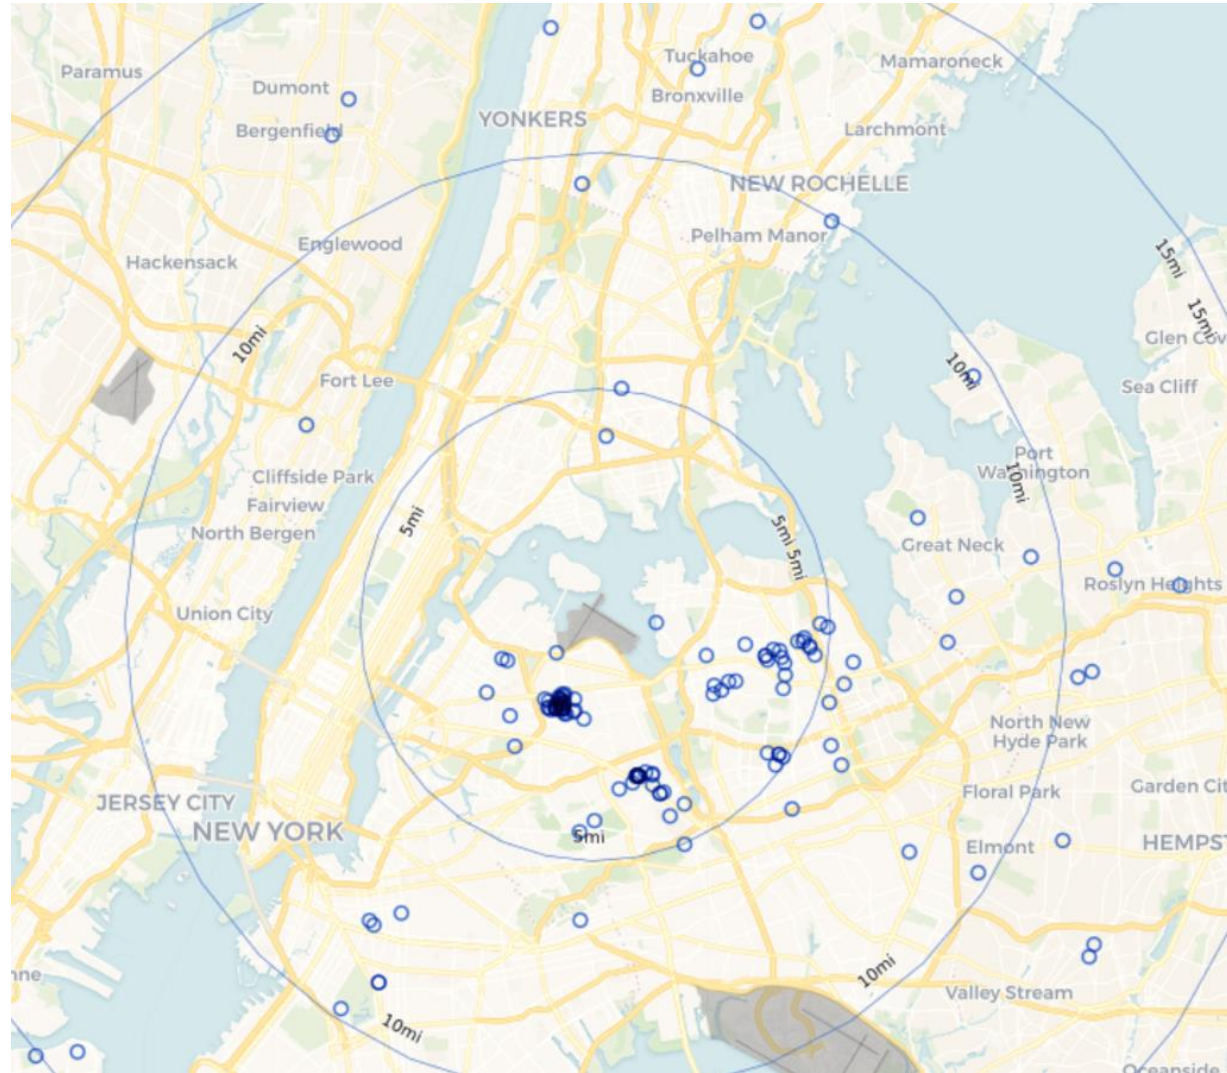 Tuckahoe
Paramus
Mamaroneck
Dumont
Bronxville
YONKERS
Bergenfield
Larchmont
NEW ROCHELLE
Pelham Manor
Englewood
Hackensack
15mi
15mi
10mi
Glen Cov
10mi
Fort Lee
Sea Cliff
Port
Washington
Cliffside Park
10mi
Fairview
5mi
North Bergen
5mi
5mi
Great Neck
Roslyn Heights
Union City
North New
Hyde Park
Floral Park
Garden Cit
JERSEY CITY
NEW YORK
5mi
Elmont
HEMPST
10mi
nne
Valley Stream
10mi
Oceanside